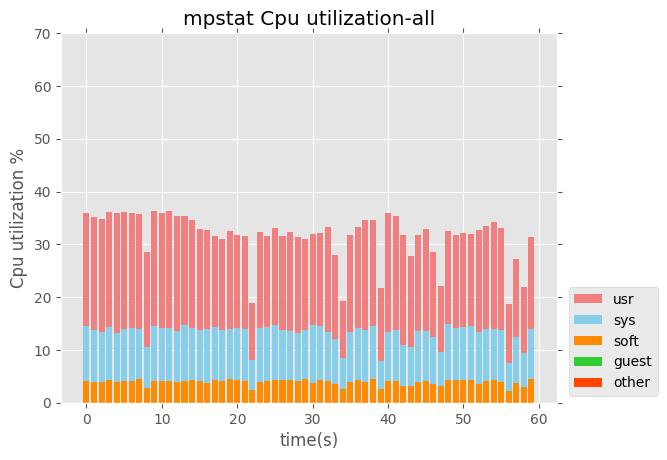 mpstat Cpu utilization-all
70
60
50
40
30
20
10
0
Cpu utilization %
0 10 20 30 40 50 60
time(s)
usr
sys
soft
guest
other